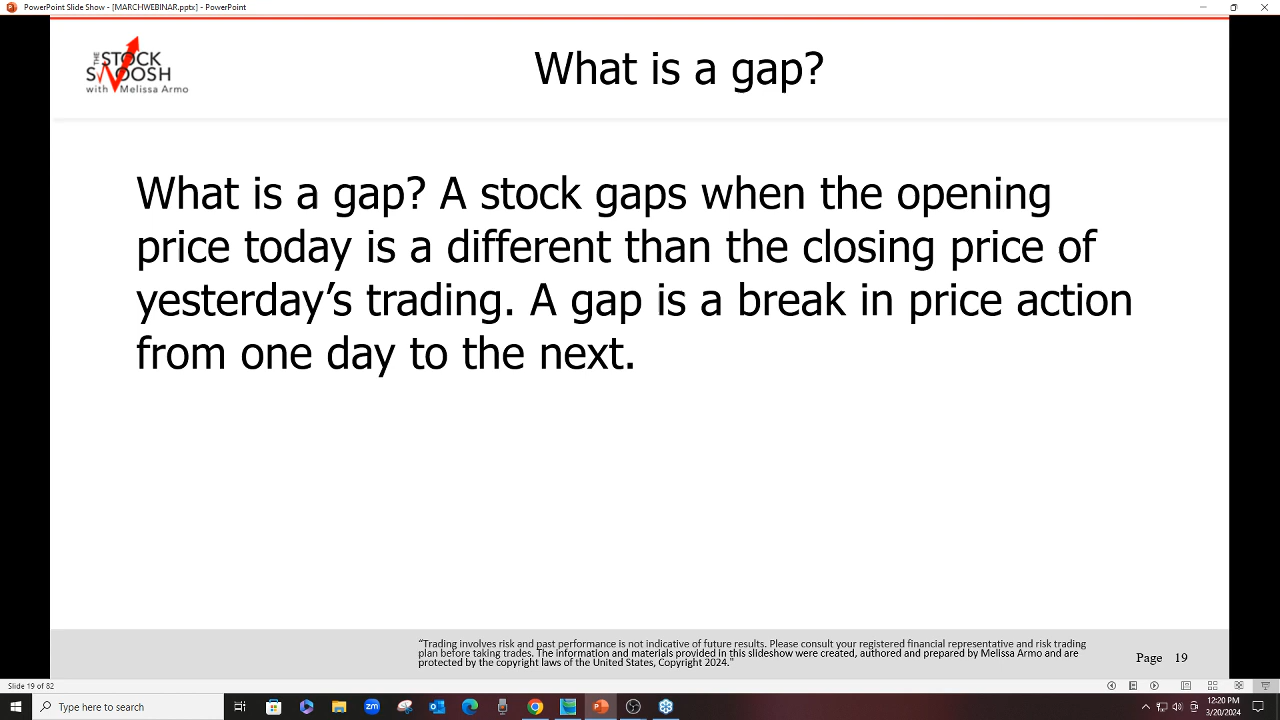 PowerPoint Slide Show - [MARCHWEBINAR.pptx] - PowerPoint
THE
STOCK
SWOOSH
with Melissa Armo
What is a gap?
What is a gap? A stock gaps when the opening
price today is a different than the closing price of
yesterday’s trading. A gap is a break in price action
from one day to the next.
“Trading involves risk and past performance is not indicative of future results. Please consult your registered financial representative and risk trading
plan before taking trades. The information and materials provided in this slideshow were created, authored and prepared by Melissa Armo and are
protected by the copyright laws of the United States, Copyright 2024."
Page 19
Slide 19 of 82
Type here to search
zm
12:20 PM
3/20/2024